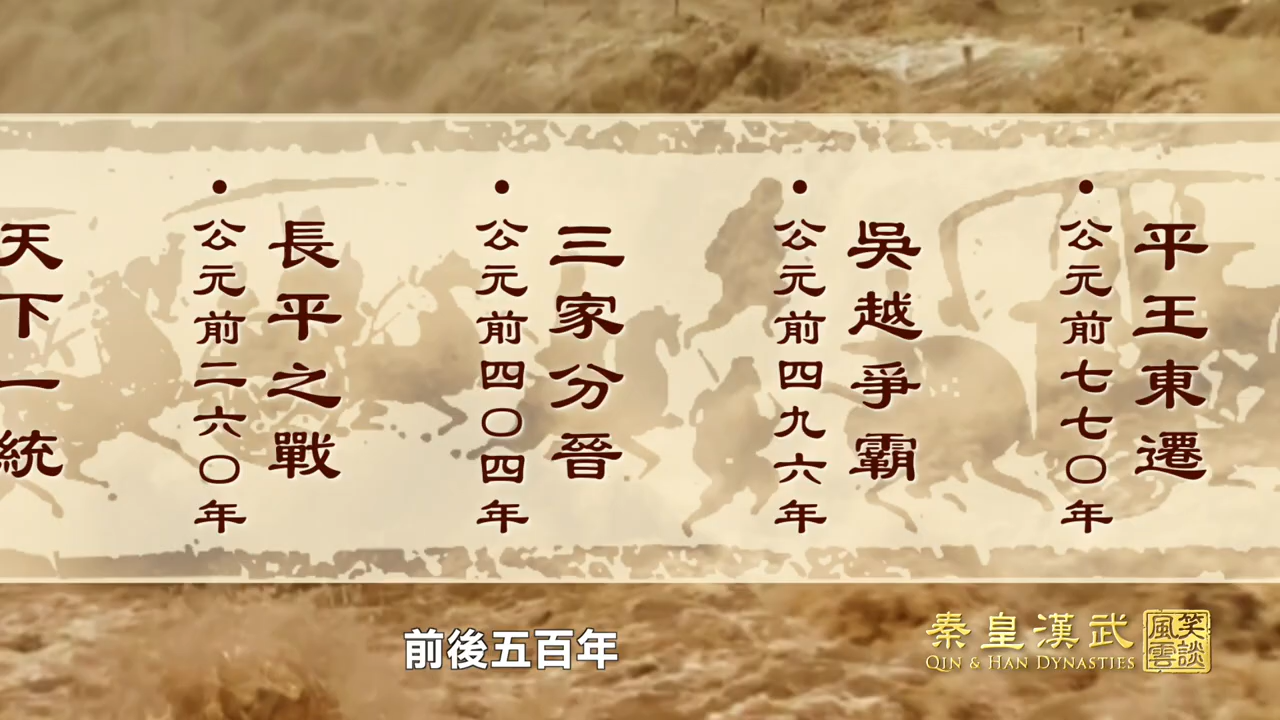 平王東遷
公元前七七〇年
吳越爭霸
公元前四九六年
三家分晉
公元前四〇四年
長平之戰
公元前二六〇年
天下一統
前後五百年
秦皇漢武
QIN & HAN DYNASTIES
笑談
風雲